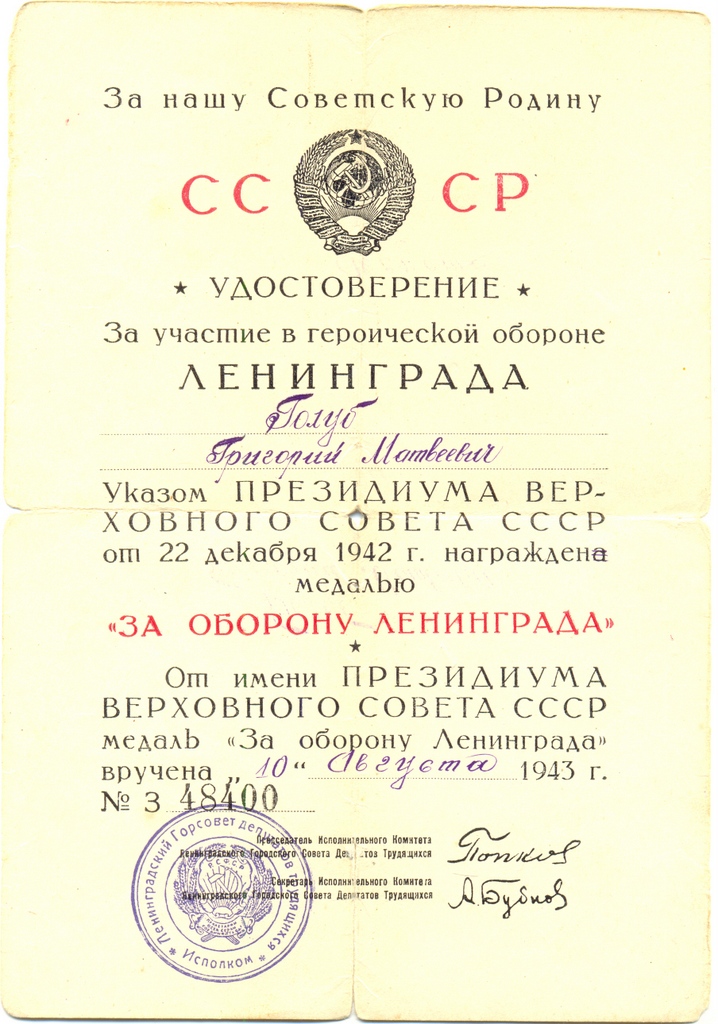 За нашу Советскую Родину
СС СР
★ УДОСТОВЕРЕНИЕ ★
За участие в героической обороне
ЛЕНИНГРАДА
Голуб
Григорий Матвеевич
Указом ПРЕЗИДИУМА ВЕР-
ХОВНОГО СОВЕТА СССР
от 22 декабря 1942 г. награждена
медалью
«ЗА ОБОРОНУ ЛЕНИНГРАДА»
★
От имени ПРЕЗИДИУМА
ВЕРХОВНОГО СОВЕТА СССР
медаль «За оборону Ленинграда»
вручена „10“ Августа 1943 г.
№ З 48400
Председатель Исполнительного Комитета
Ленинградского Городского Совета Депутатов Трудящихся
Попков
Секретарь Исполнительного Комитета
Ленинградского Городского Совета Депутатов Трудящихся
А.Бубнов
Ленинградский Горсовет депутатов трудящихся
★ Исполком ★
РСФСР